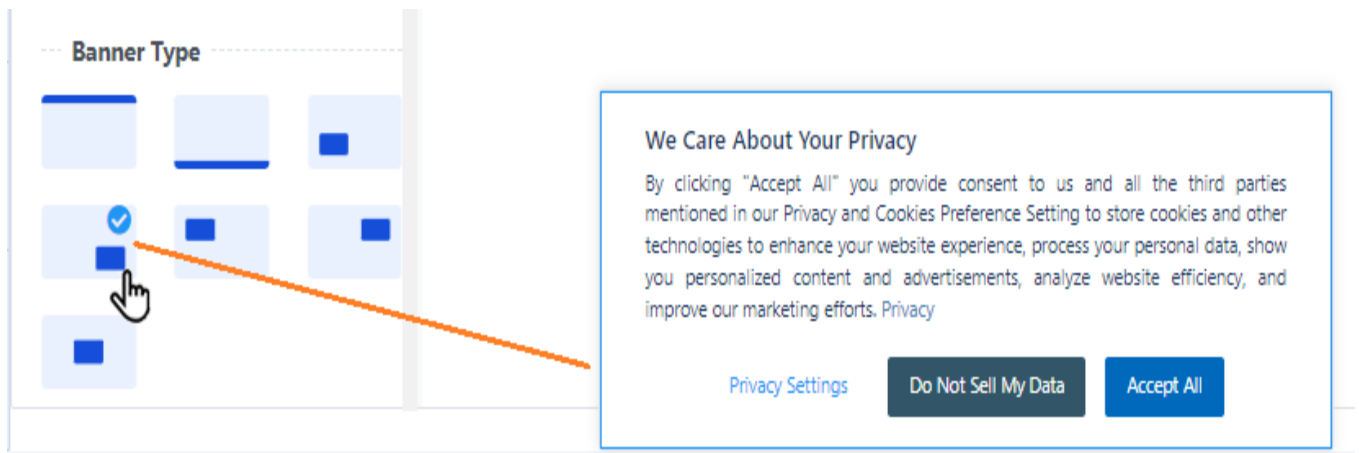 Banner Type
We Care About Your Privacy
By clicking "Accept All" you provide consent to us and all the third parties
mentioned in our Privacy and Cookies Preference Setting to store cookies and other
technologies to enhance your website experience, process your personal data, show
you personalized content and advertisements, analyze website efficiency, and
improve our marketing efforts. Privacy
Privacy Settings
Do Not Sell My Data
Accept All